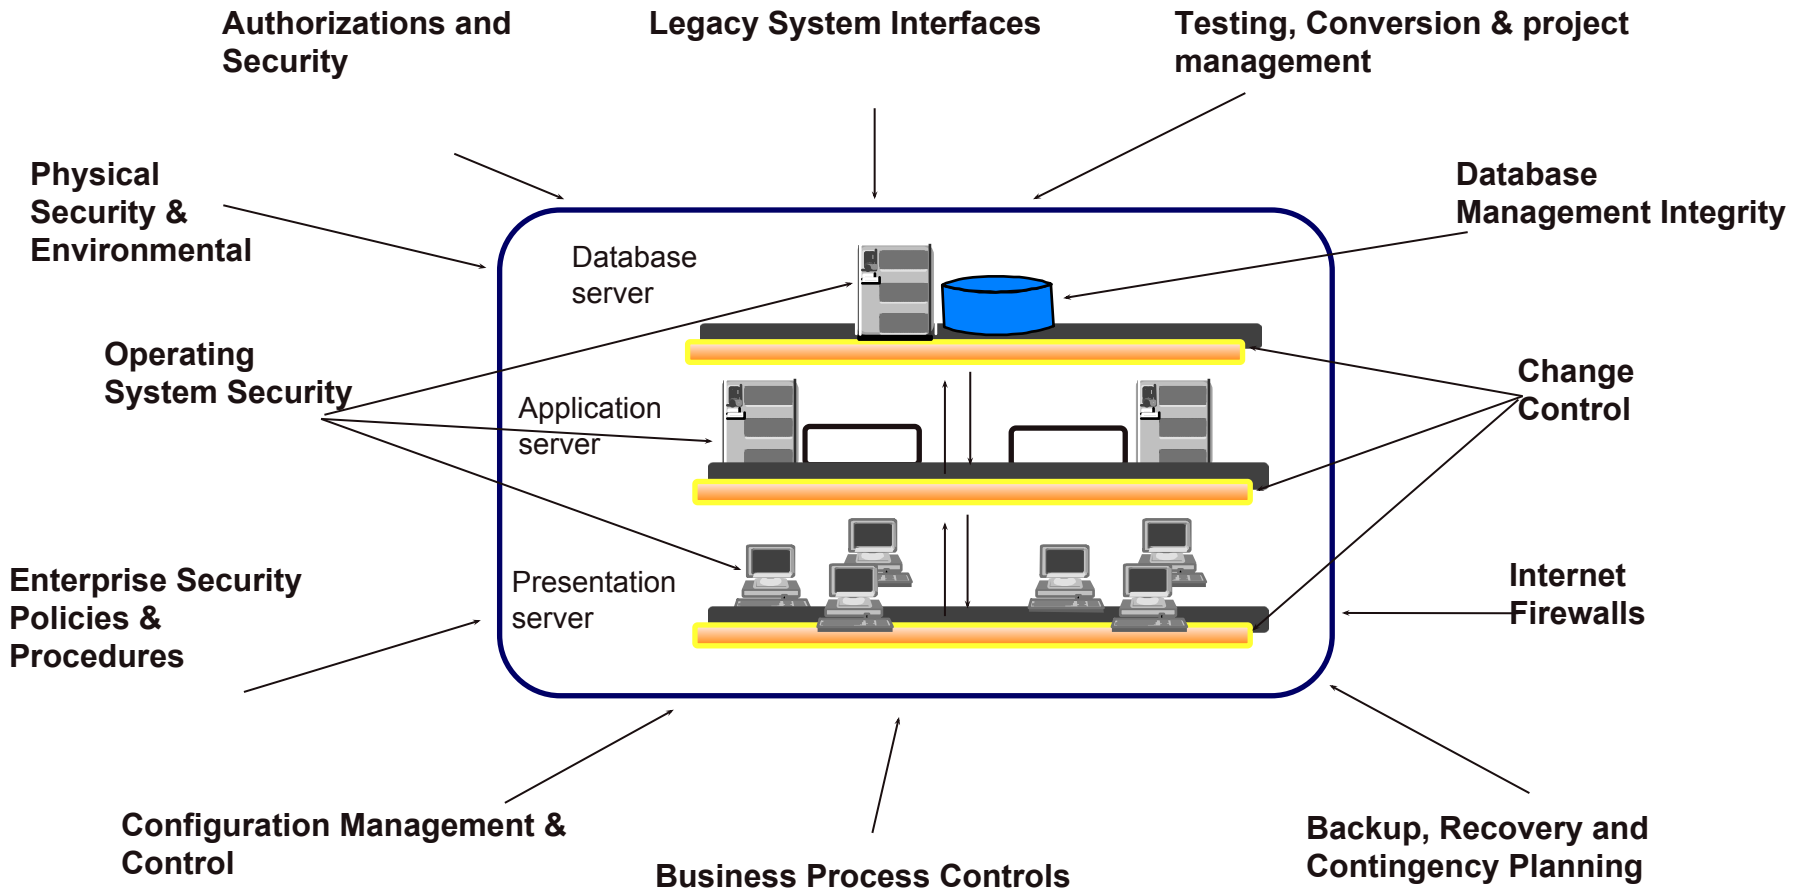 Authorizations and
Security
Legacy System Interfaces
Testing, Conversion & project
management
Physical
Security &
Environmental
Database
Management Integrity
Database
server
Operating
System Security
Change
Control
Application
server
Enterprise Security
Policies &
Procedures
Presentation
server
Internet
Firewalls
Configuration Management &
Control
Business Process Controls
Backup, Recovery and
Contingency Planning